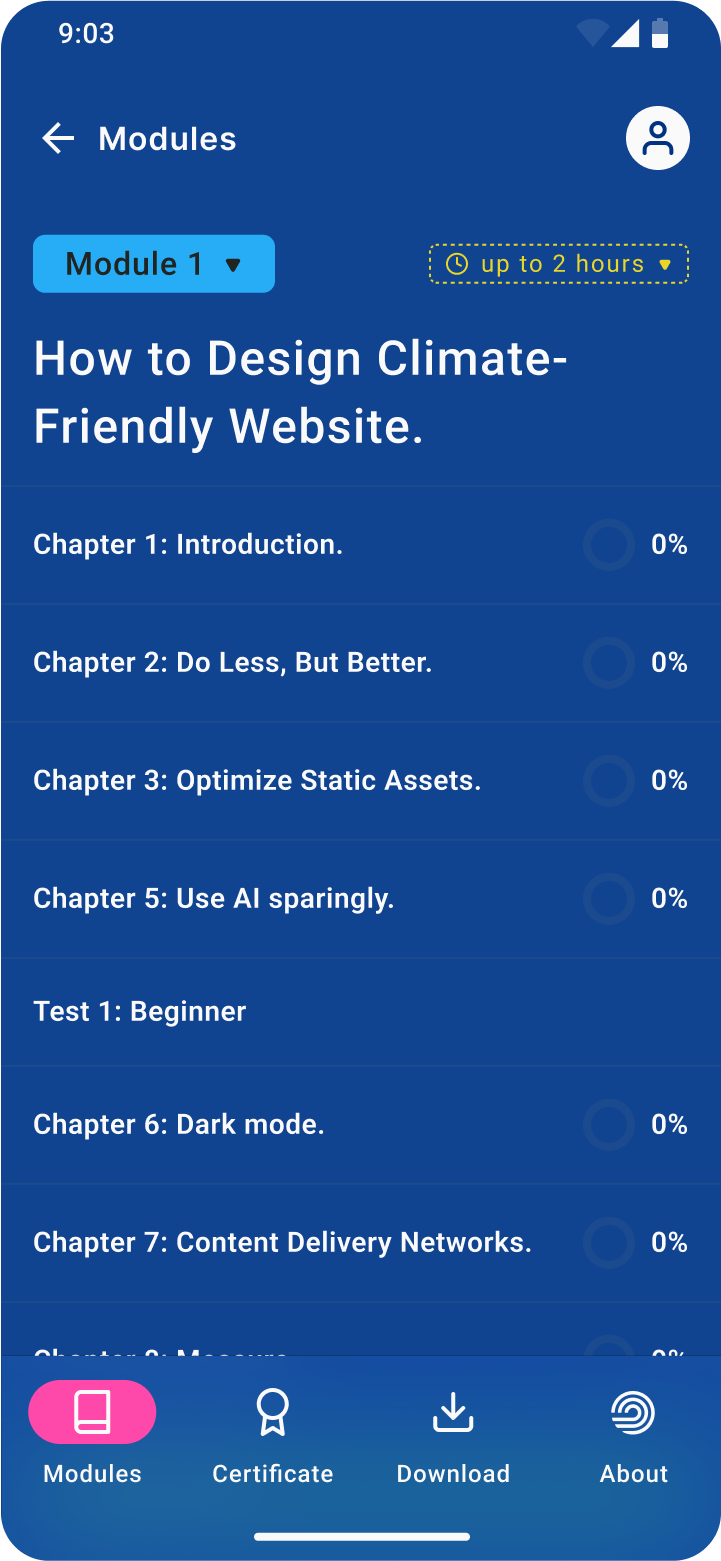 9:03
Modules
Module 1
up to 2 hours
How to Design Climate-
Friendly Website.
Chapter 1: Introduction.
0%
Chapter 2: Do Less, But Better.
0%
Chapter 3: Optimize Static Assets.
0%
Chapter 5: Use AI sparingly.
0%
Test 1: Beginner
Chapter 6: Dark mode.
0%
Chapter 7: Content Delivery Networks.
0%
Modules
Certificate
Download
About